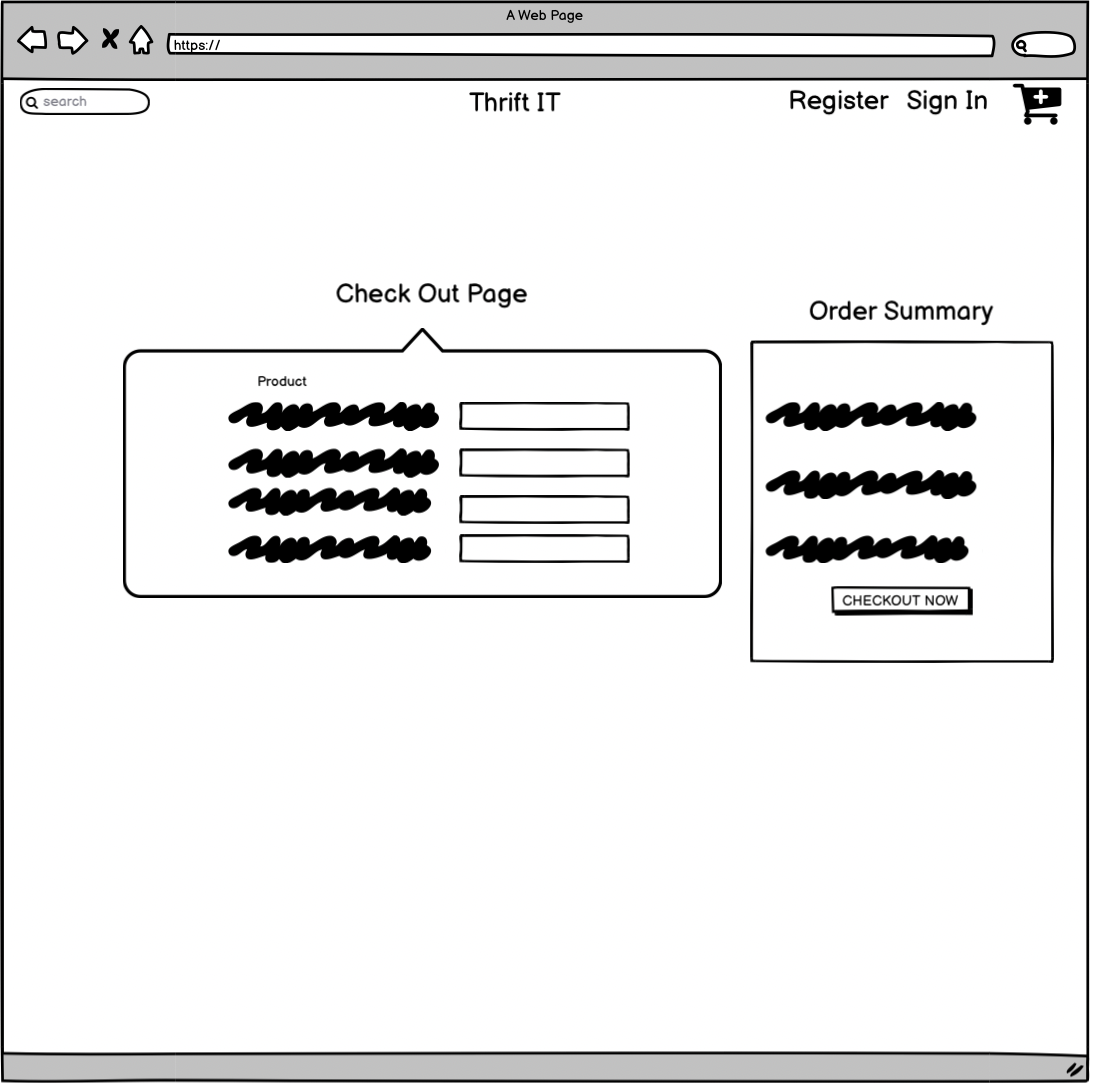 A Web Page
https://
search
Thrift IT
Register Sign In
Check Out Page
Order Summary
Product
CHECKOUT NOW